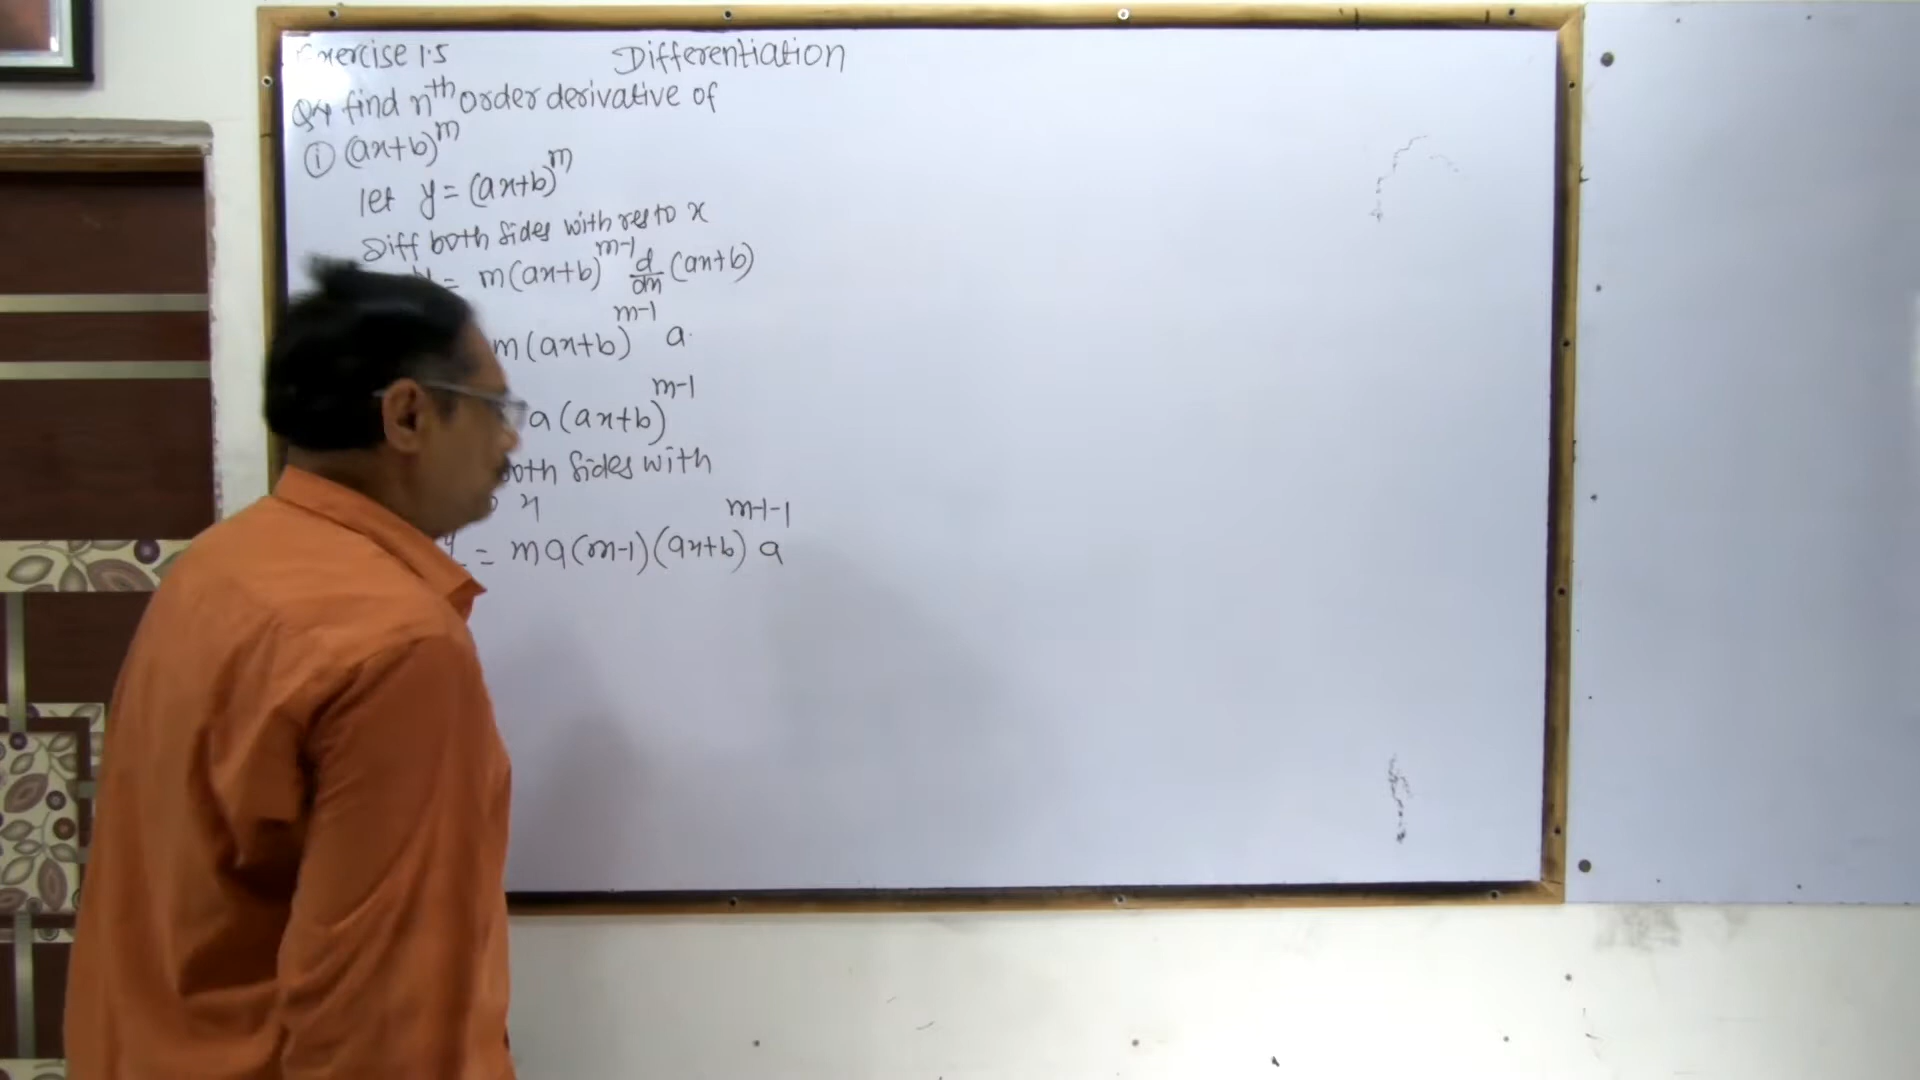 Exercise 1.5 Differentiation
Q4 find nᵗʰ order derivative of
① (ax+b)ᵐ
let y = (ax+b)ᵐ
Diff both sides with res to x
= m(ax+b)ᵐ⁻¹ d/dx (ax+b)
m(ax+b)ᵐ⁻¹ a.
a(ax+b)ᵐ⁻¹
both sides with
x
= ma(m-1)(ax+b)ᵐ⁻¹⁻¹ a